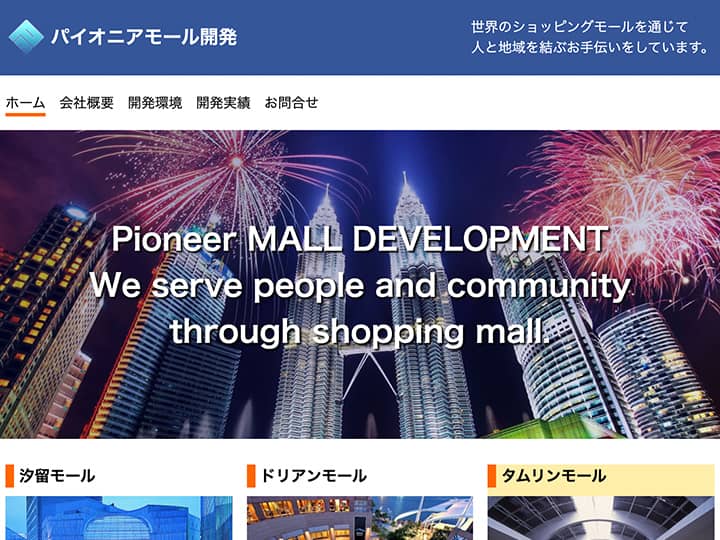 パイオニアモール開発
世界のショッピングモールを通じて
人と地域を結ぶお手伝いをしています。
ホーム 会社概要 開発環境 開発実績 お問合せ
Pioneer MALL DEVELOPMENT
We serve people and community
through shopping mall.
汐留モール
ドリアンモール
タムリンモール